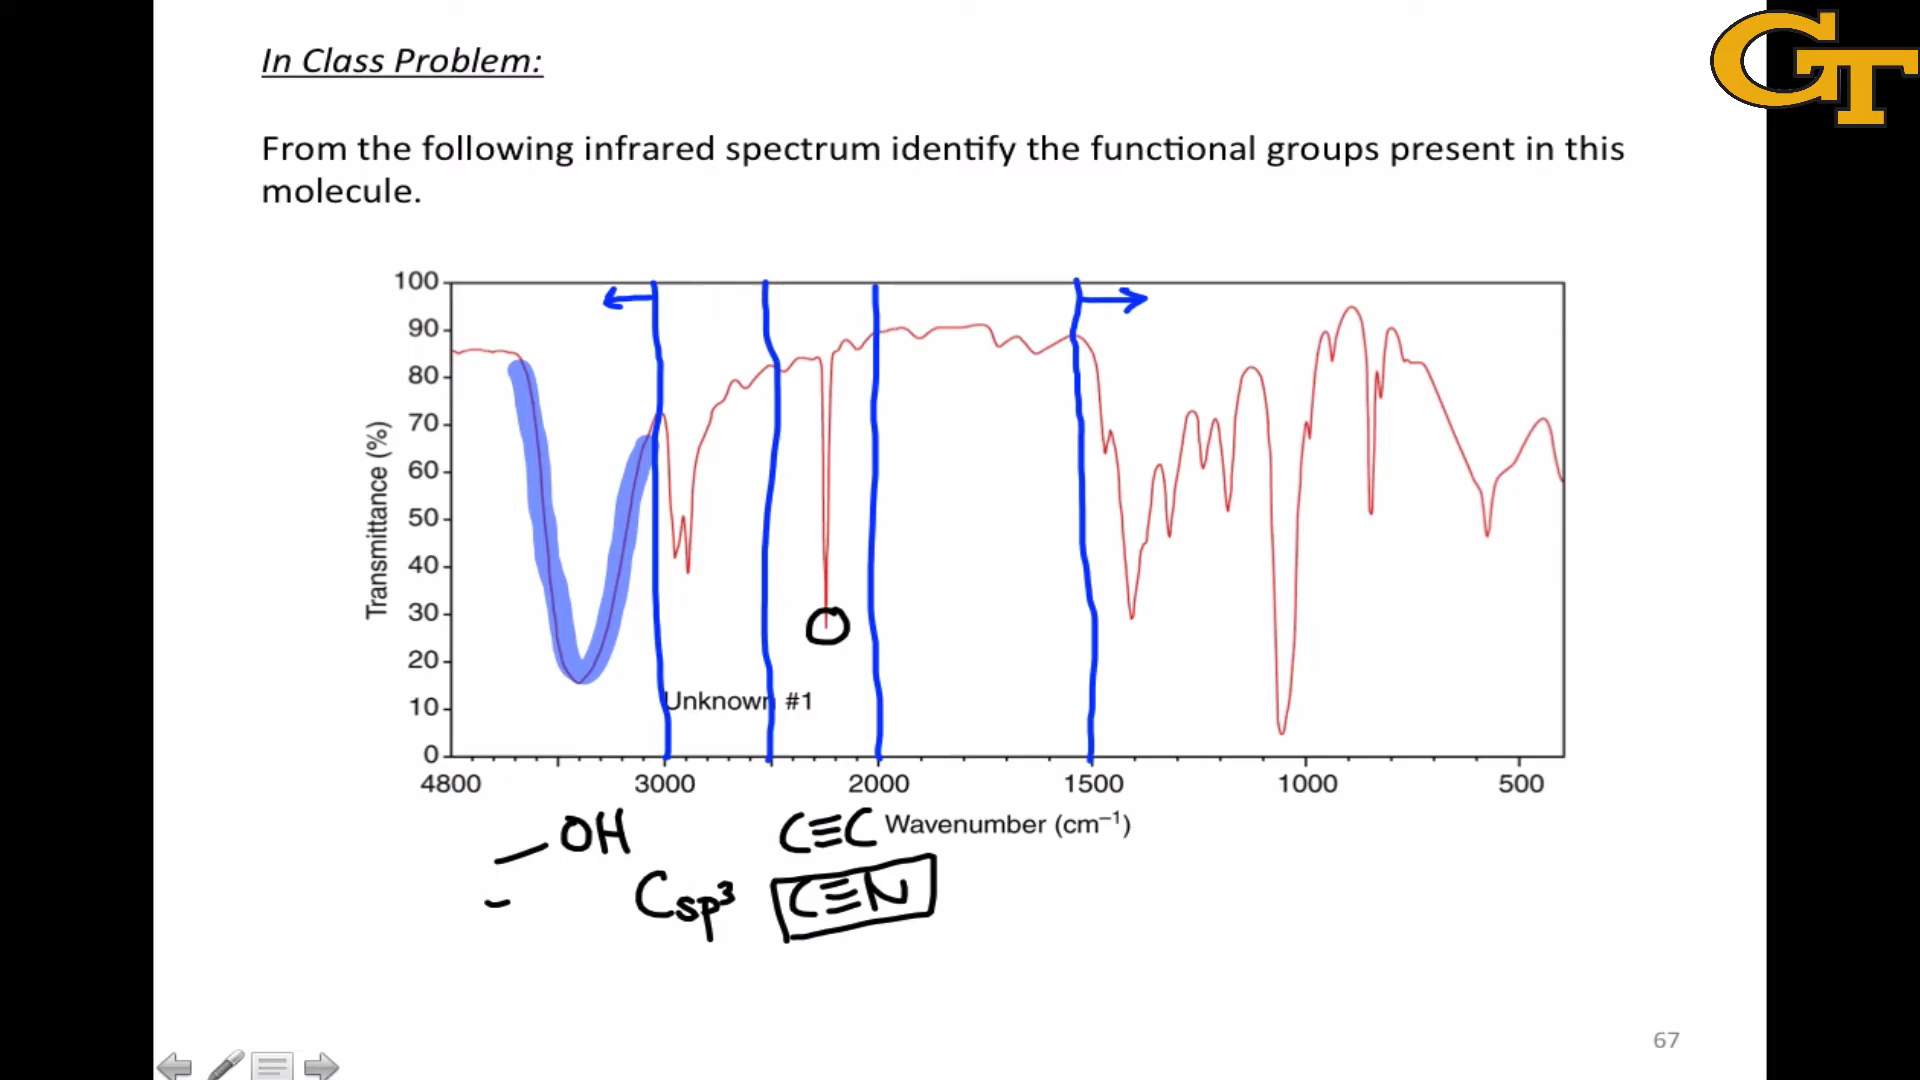 GT
In Class Problem:
From the following infrared spectrum identify the functional groups present in this
molecule.
100
90
80
70
60
50
40
30
20
10
0
Transmittance (%)
Unknown #1
4800 3000 2000 1500 1000 500
Wavenumber (cm⁻¹)
OH
C≡C
Csp³
C≡N
67